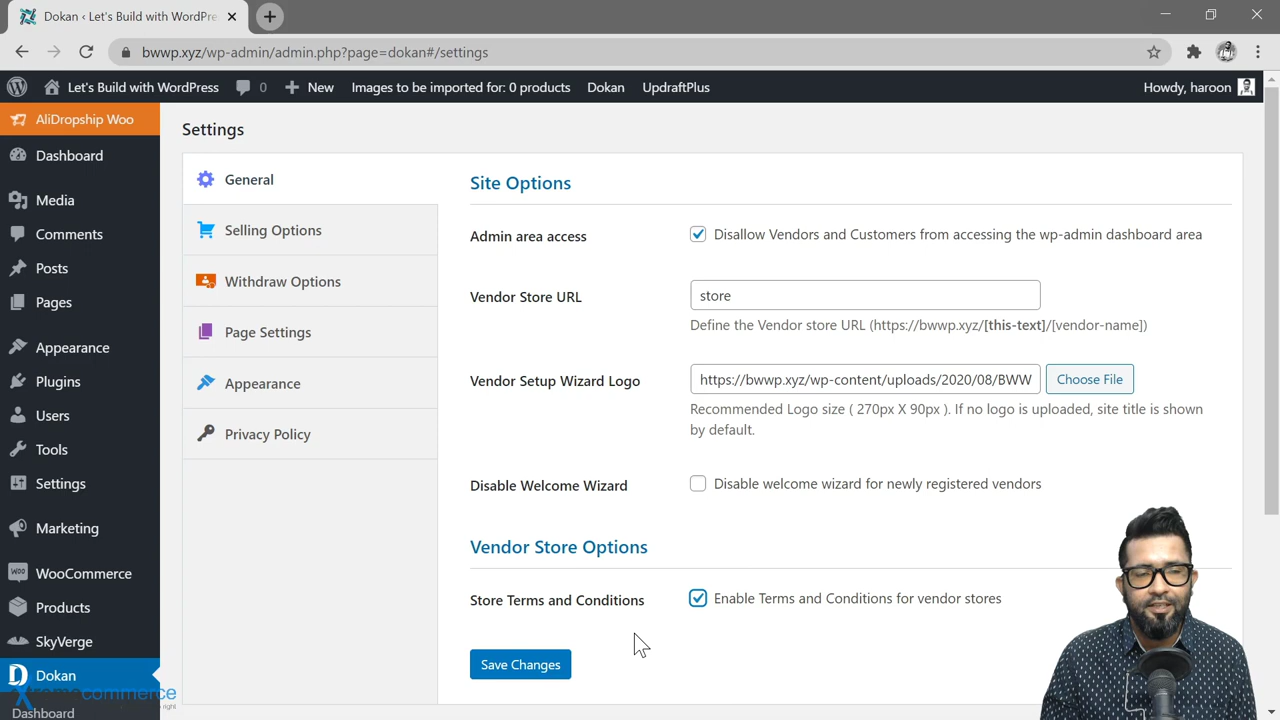 Dokan ‹ Let's Build with WordPre
bwwp.xyz/wp-admin/admin.php?page=dokan#/settings
Let's Build with WordPress 0 New Images to be imported for: 0 products Dokan UpdraftPlus Howdy, haroon
AliDropship Woo
Dashboard
Media
Comments
Posts
Pages
Appearance
Plugins
Users
Tools
Settings
Marketing
WooCommerce
Products
SkyVerge
Dokan
Dashboard
Settings
General
Selling Options
Withdraw Options
Page Settings
Appearance
Privacy Policy
Site Options
Admin area access
Disallow Vendors and Customers from accessing the wp-admin dashboard area
Vendor Store URL
store
Define the Vendor store URL (https://bwwp.xyz/[this-text]/[vendor-name])
Vendor Setup Wizard Logo
https://bwwp.xyz/wp-content/uploads/2020/08/BWW
Choose File
Recommended Logo size ( 270px X 90px ). If no logo is uploaded, site title is shown
by default.
Disable Welcome Wizard
Disable welcome wizard for newly registered vendors
Vendor Store Options
Store Terms and Conditions
Enable Terms and Conditions for vendor stores
Save Changes